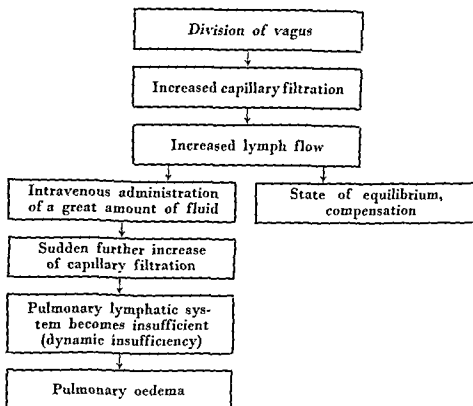 Division of vagus
Increased capillary filtration
Increased lymph flow
Intravenous administration
of a great amount of fluid
State of equilibrium,
compensation
Sudden further increase
of capillary filtration
Pulmonary lymphatic sys-
tem becomes insufficient
(dynamic insufficiency)
Pulmonary oedema